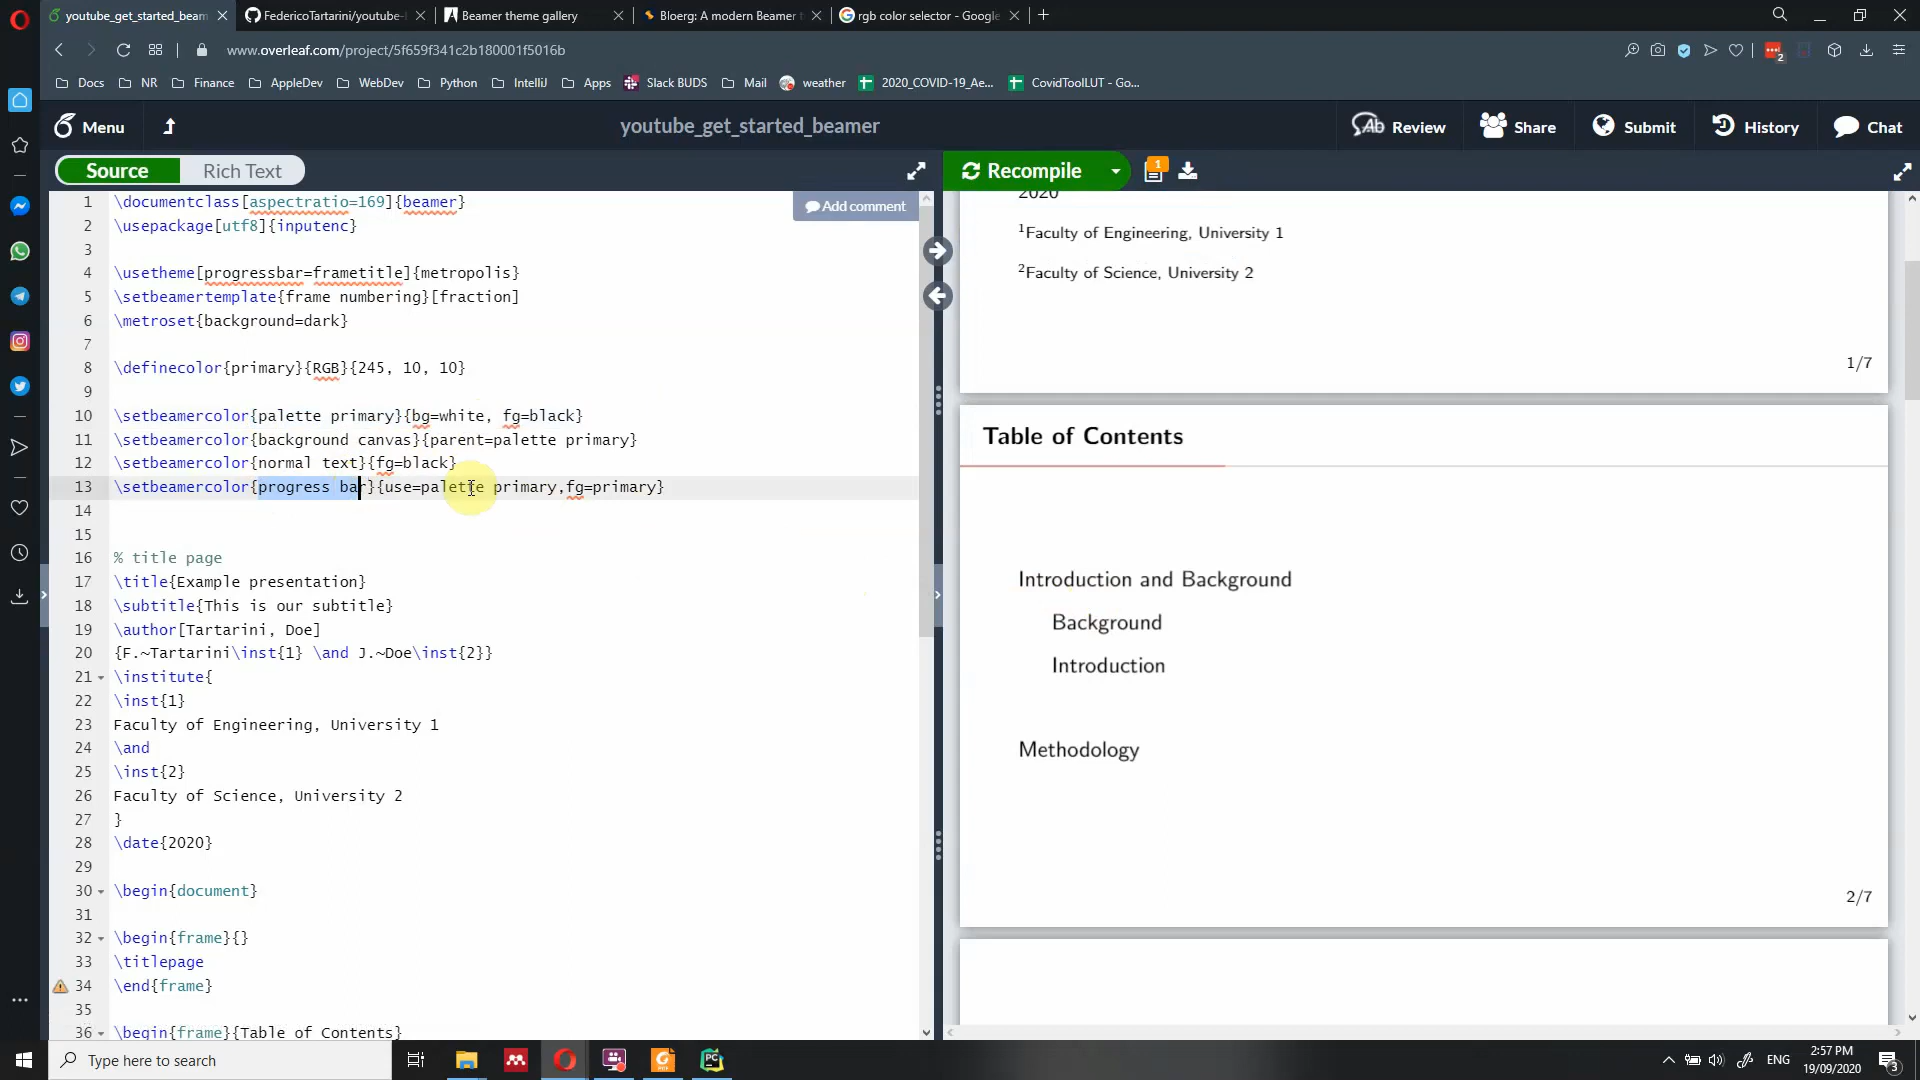 youtube_get_started_beam
FedericoTartarini/youtube-
Beamer theme gallery
Bloerg: A modern Beamer t
rgb color selector - Google
www.overleaf.com/project/5f659f341c2b180001f5016b
Docs
NR
Finance
AppleDev
WebDev
Python
IntelliJ
Apps
Slack BUDS
Mail
weather
2020_COVID-19_Ae...
CovidToolLUT - Go...
Menu
youtube_get_started_beamer
Review
Share
Submit
History
Chat
Source
Rich Text
Recompile
1
Add comment
1 \documentclass[aspectratio=169]{beamer}
2 \usepackage[utf8]{inputenc}
3
4 \usetheme[progressbar=frametitle]{metropolis}
5 \setbeamertemplate{frame numbering}[fraction]
6 \metroset{background=dark}
7
8 \definecolor{primary}{RGB}{245, 10, 10}
9
10 \setbeamercolor{palette primary}{bg=white, fg=black}
11 \setbeamercolor{background canvas}{parent=palette primary}
12 \setbeamercolor{normal text}{fg=black}
13 \setbeamercolor{progress bar}{use=palette primary,fg=primary}
14
15
16 % title page
17 \title{Example presentation}
18 \subtitle{This is our subtitle}
19 \author[Tartarini, Doe]
20 {F.~Tartarini\inst{1} \and J.~Doe\inst{2}}
21 \institute{
22 \inst{1}
23 Faculty of Engineering, University 1
24 \and
25 \inst{2}
26 Faculty of Science, University 2
27 }
28 \date{2020}
29
30 \begin{document}
31
32 \begin{frame}{}
33 \titlepage
34 \end{frame}
35
36 \begin{frame}{Table of Contents}
2020
1Faculty of Engineering, University 1
2Faculty of Science, University 2
1/7
Table of Contents
Introduction and Background
Background
Introduction
Methodology
2/7
Type here to search
ENG
2:57 PM
19/09/2020
3